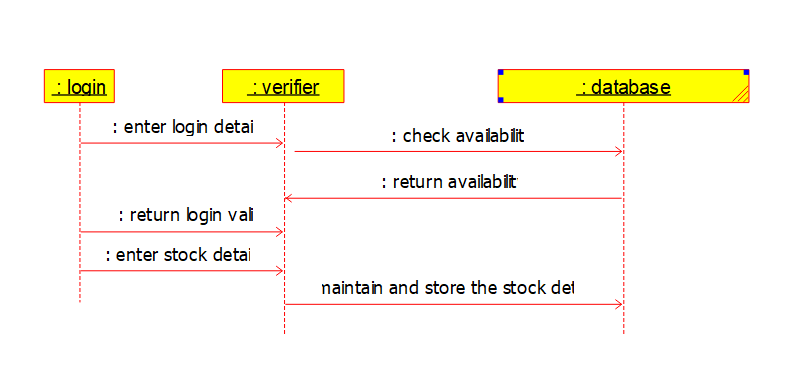 : login
: verifier
: database
: enter login detai
: check availabilit
: return availabilit
: return login vali
: enter stock detai
naintain and store the stock det